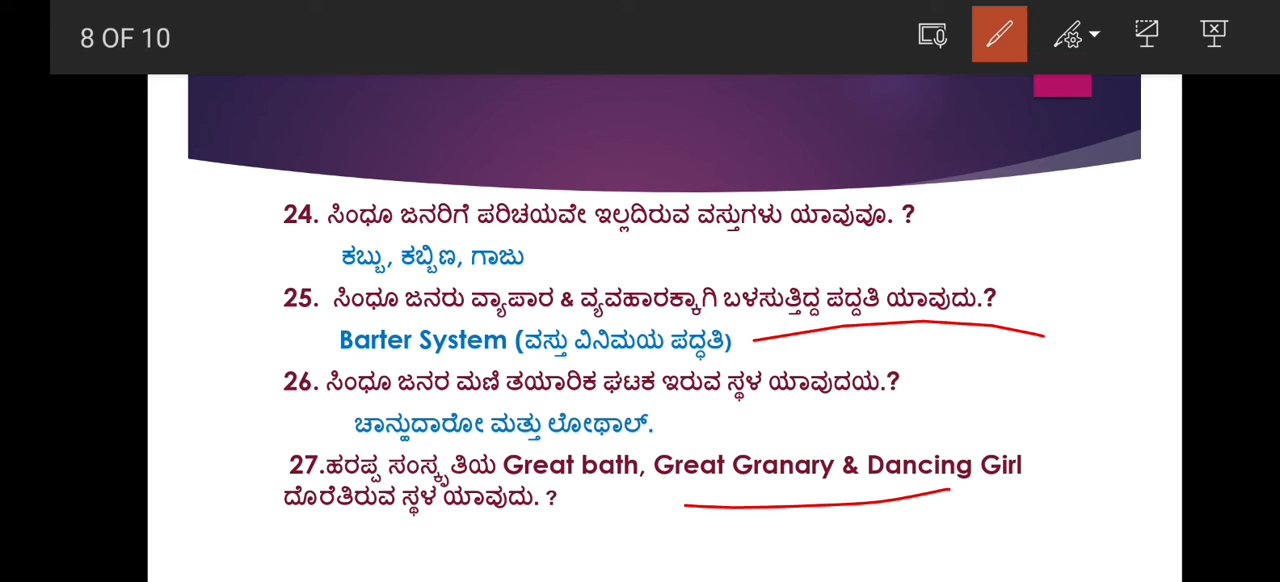 8 OF 10
24. ಸಿಂಧೂ ಜನರಿಗೆ ಪರಿಚಯವೇ ಇಲ್ಲದಿರುವ ವಸ್ತುಗಳು ಯಾವುವೂ. ?
ಕಬ್ಬು, ಕಬ್ಬಿಣ, ಗಾಜು
25. ಸಿಂಧೂ ಜನರು ವ್ಯಾಪಾರ & ವ್ಯವಹಾರಕ್ಕಾಗಿ ಬಳಸುತ್ತಿದ್ದ ಪದ್ದತಿ ಯಾವುದು.?
Barter System (ವಸ್ತು ವಿನಿಮಯ ಪದ್ಧತಿ)
26. ಸಿಂಧೂ ಜನರ ಮಣಿ ತಯಾರಿಕ ಘಟಕ ಇರುವ ಸ್ಥಳ ಯಾವುದಯ.?
ಚಾನ್ಹುದಾರೋ ಮತ್ತು ಲೋಥಾಲ್.
27.ಹರಪ್ಪ ಸಂಸ್ಕೃತಿಯ Great bath, Great Granary & Dancing Girl
ದೊರೆತಿರುವ ಸ್ಥಳ ಯಾವುದು. ?